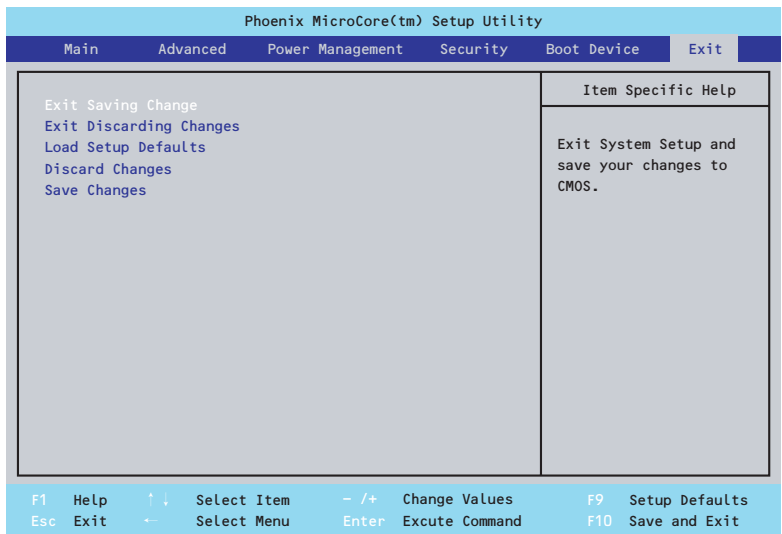 Phoenix MicroCore(tm) Setup Utility
Main Advanced Power Management Security Boot Device Exit
Exit Saving Change
Exit Discarding Changes
Load Setup Defaults
Discard Changes
Save Changes
Item Specific Help
Exit System Setup and
save your changes to
CMOS.
F1 Help ↑↓ Select Item - /+ Change Values F9 Setup Defaults
Esc Exit ← Select Menu Enter Excute Command F10 Save and Exit